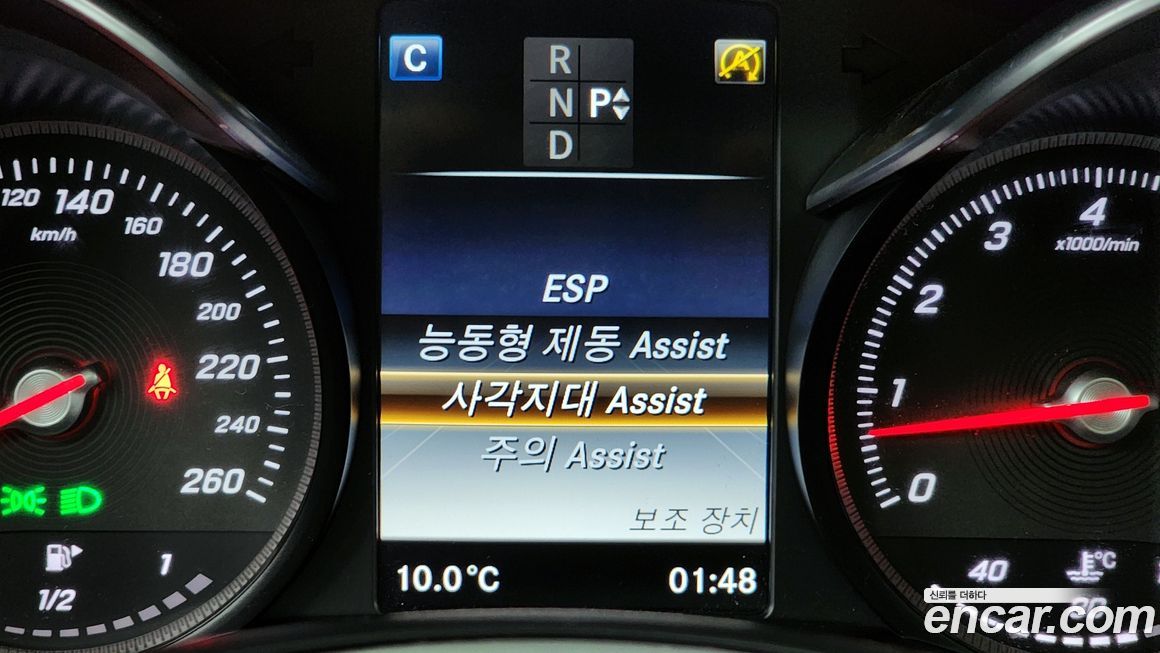 C
R
N P
D
A
120 140 160 180 200 220 240 260
km/h
1/2 1
ESP
능동형 제동 Assist
사각지대 Assist
주의 Assist
보조 장치
10.0°C 01:48
4
3
2
1
0
x1000/min
40
°C
80
신뢰를 더하다
encar.com